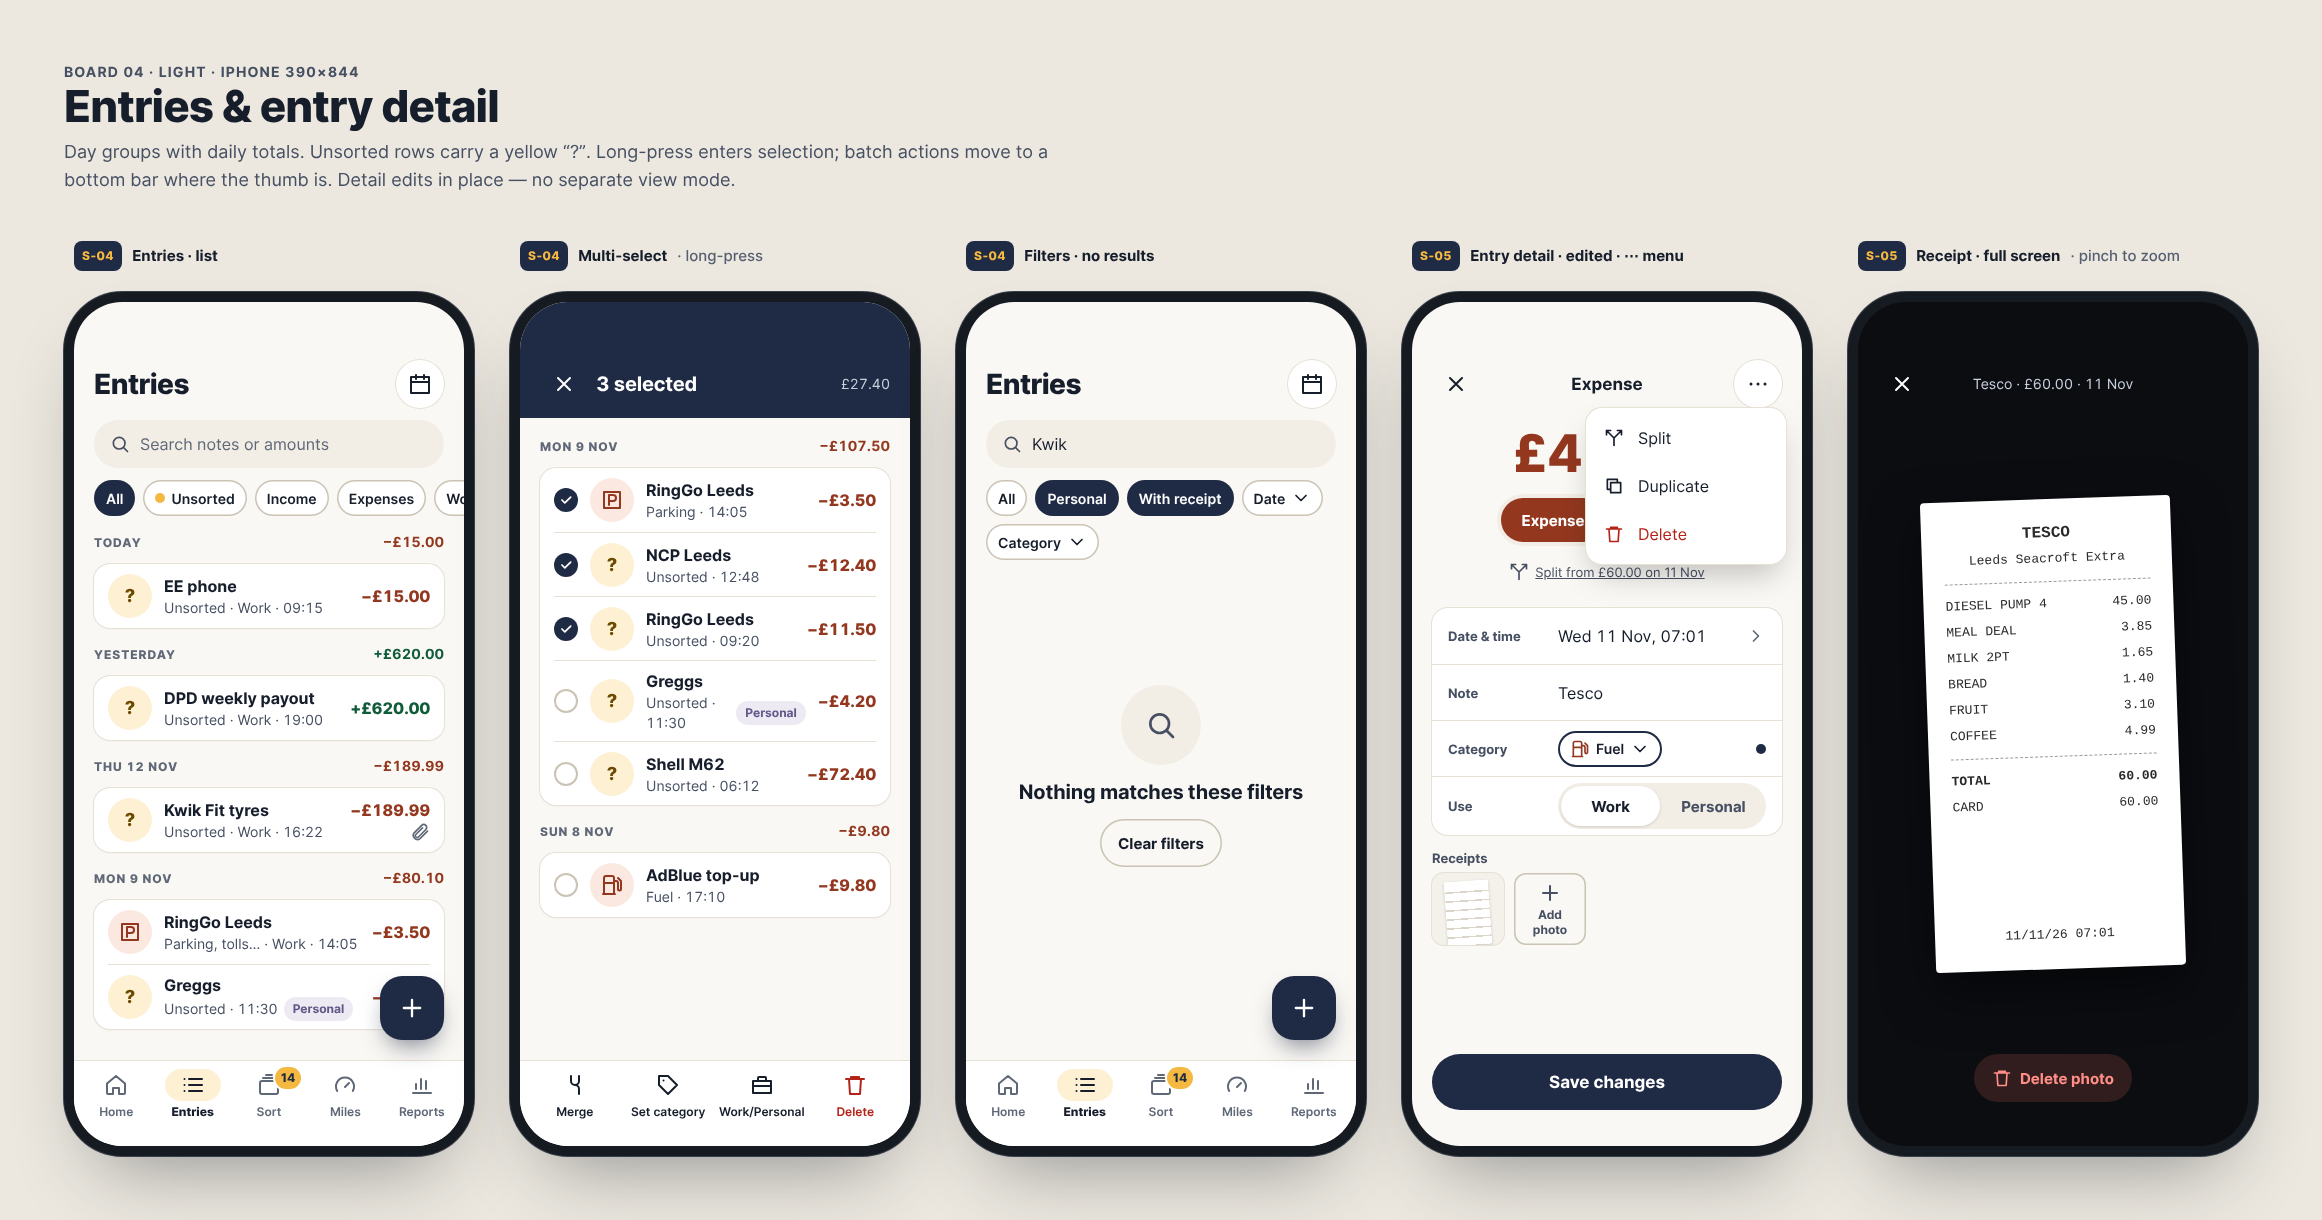 BOARD 04 · LIGHT · IPHONE 390×844
Entries & entry detail
Day groups with daily totals. Unsorted rows carry a yellow “?”. Long-press enters selection; batch actions move to a
bottom bar where the thumb is. Detail edits in place — no separate view mode.
S-04 Entries · list
Entries
Search notes or amounts
All Unsorted Income Expenses Wo
TODAY −£15.00
? EE phone −£15.00
Unsorted · Work · 09:15
YESTERDAY +£620.00
? DPD weekly payout +£620.00
Unsorted · Work · 19:00
THU 12 NOV −£189.99
? Kwik Fit tyres −£189.99
Unsorted · Work · 16:22
MON 9 NOV −£80.10
P RingGo Leeds −£3.50
Parking, tolls… · Work · 14:05
? Greggs −
Unsorted · 11:30 Personal
+
14
Home Entries Sort Miles Reports
S-04 Multi-select · long-press
3 selected £27.40
MON 9 NOV −£107.50
P RingGo Leeds −£3.50
Parking · 14:05
? NCP Leeds −£12.40
Unsorted · 12:48
? RingGo Leeds −£11.50
Unsorted · 09:20
? Greggs −£4.20
Unsorted · Personal
11:30
? Shell M62 −£72.40
Unsorted · 06:12
SUN 8 NOV −£9.80
AdBlue top-up −£9.80
Fuel · 17:10
Merge Set category Work/Personal Delete
S-04 Filters · no results
Entries
Kwik
All Personal With receipt Date
Category
Nothing matches these filters
Clear filters
+
14
Home Entries Sort Miles Reports
S-05 Entry detail · edited · ⋯ menu
Expense ⋯
£4
Split
Duplicate
Delete
Expense
Split from £60.00 on 11 Nov
Date & time Wed 11 Nov, 07:01
Note Tesco
Category Fuel
Use Work Personal
Receipts
+
Add
photo
Save changes
S-05 Receipt · full screen · pinch to zoom
Tesco · £60.00 · 11 Nov
TESCO
Leeds Seacroft Extra
DIESEL PUMP 4 45.00
MEAL DEAL 3.85
MILK 2PT 1.65
BREAD 1.40
FRUIT 3.10
COFFEE 4.99
TOTAL 60.00
CARD 60.00
11/11/26 07:01
Delete photo